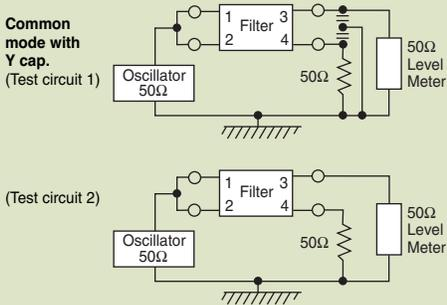 Common
mode with
Y cap.
(Test circuit 1)
1 Filter 3
2 4
Oscillator
50Ω
50Ω
50Ω
Level
Meter
(Test circuit 2)
1 Filter 3
2 4
Oscillator
50Ω
50Ω
50Ω
Level
Meter